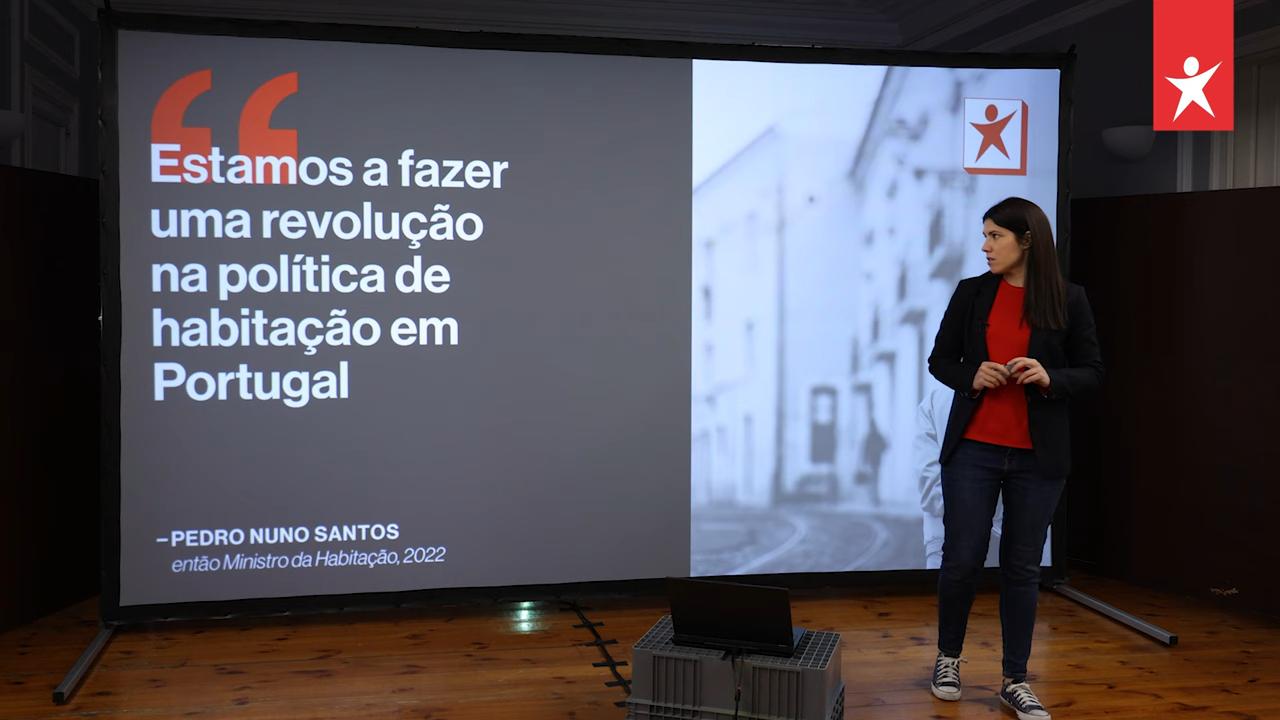 Estamos a fazer
uma revolução
na política de
habitação em
Portugal
–PEDRO NUNO SANTOS
então Ministro da Habitação, 2022